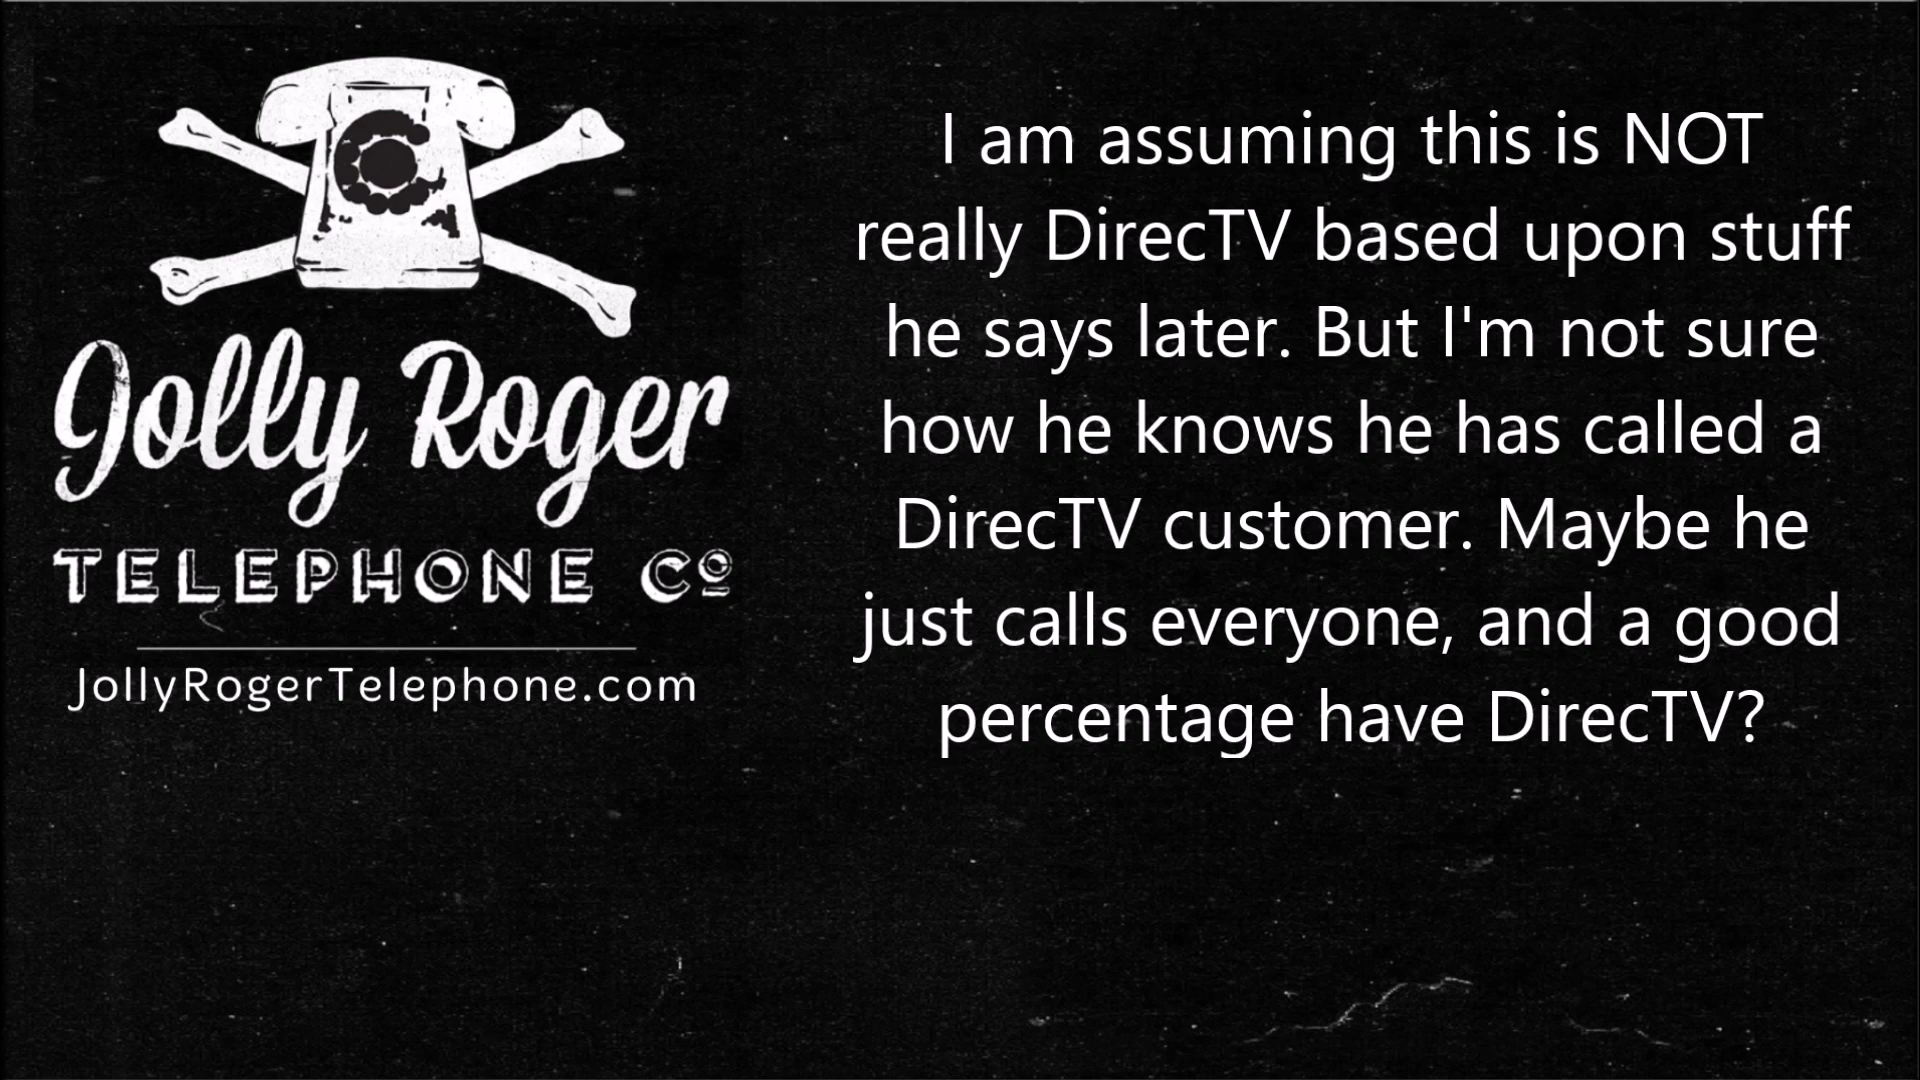 Jolly Roger
TELEPHONE Cº
JollyRogerTelephone.com
I am assuming this is NOT
really DirecTV based upon stuff
he says later. But I'm not sure
how he knows he has called a
DirecTV customer. Maybe he
just calls everyone, and a good
percentage have DirecTV?